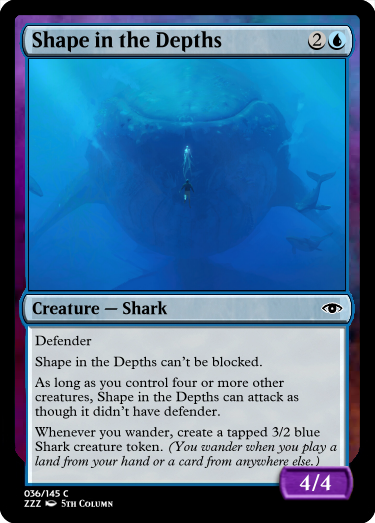 Shape in the Depths 2
Creature — Shark
Defender
Shape in the Depths can't be blocked.
As long as you control four or more other
creatures, Shape in the Depths can attack as
though it didn't have defender.
Whenever you wander, create a tapped 3/2 blue
Shark creature token. (You wander when you play a
land from your hand or a card from anywhere else.)
4/4
036/145 C
ZZZ 5TH COLUMN